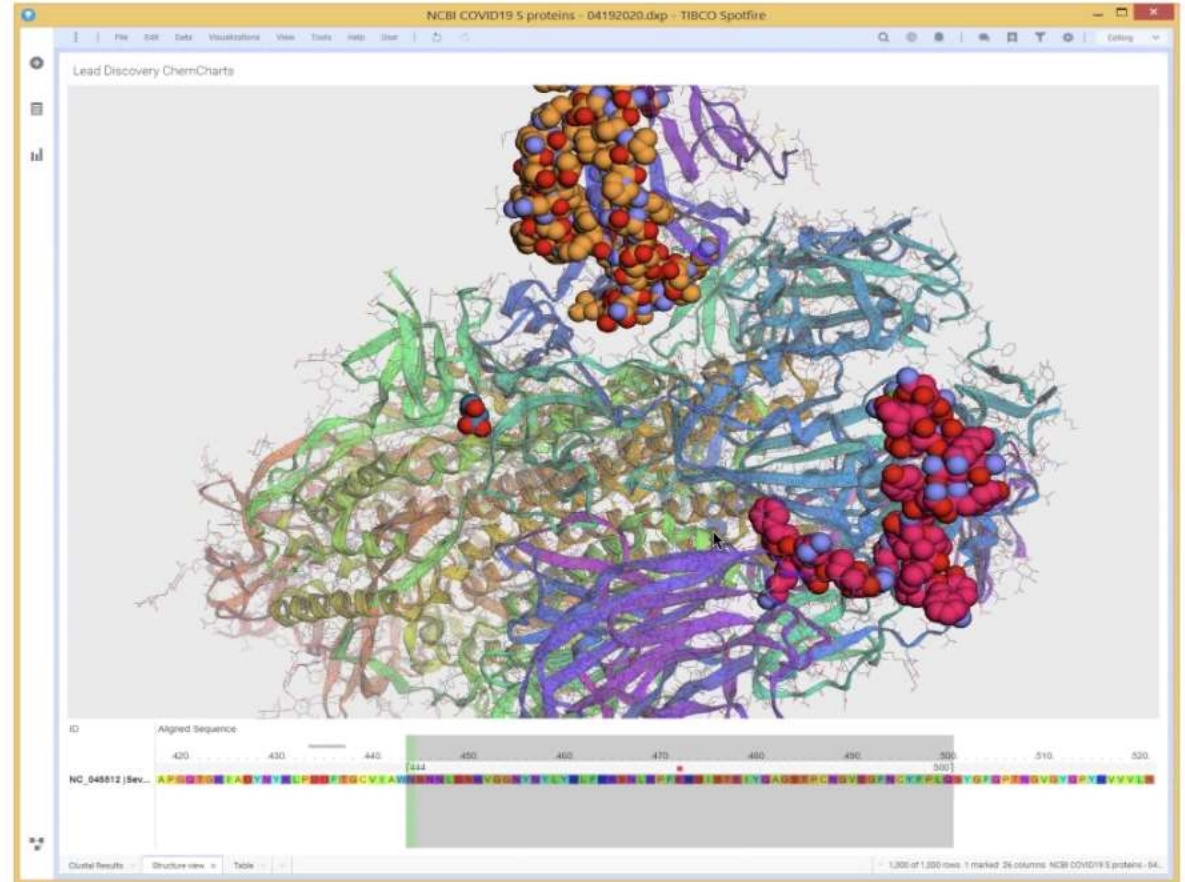 NCBI COVID19 S proteins - 04192020.dxp - TIBCO Spotfire
File Edit Data Visualizations View Tools Help User Editing
Lead Discovery ChemCharts
ID Aligned Sequence
420 430 440 450 460 470 480 490 500 510 520
444 500
NC_045512 |Sev...
Clustal Results Structure view Table
1,000 of 1,000 rows 1 marked 26 columns NCBI COVID19 S proteins - 04...